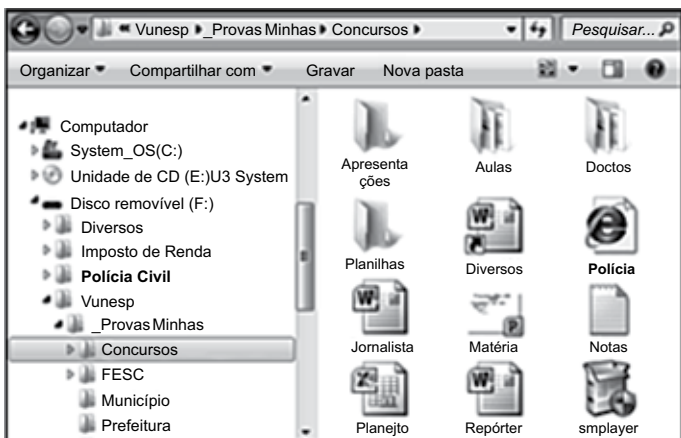 Vunesp _Provas Minhas Concursos Pesquisar...
Organizar Compartilhar com Gravar Nova pasta
Computador
System_OS(C:)
Unidade de CD (E:)U3 System
Disco removível (F:)
Diversos
Imposto de Renda
Polícia Civil
Vunesp
_Provas Minhas
Concursos
FESC
Município
Prefeitura
Apresenta
ções
Aulas
Doctos
Planilhas
Diversos
Polícia
Jornalista
Matéria
Notas
Planejto
Repórter
smplayer